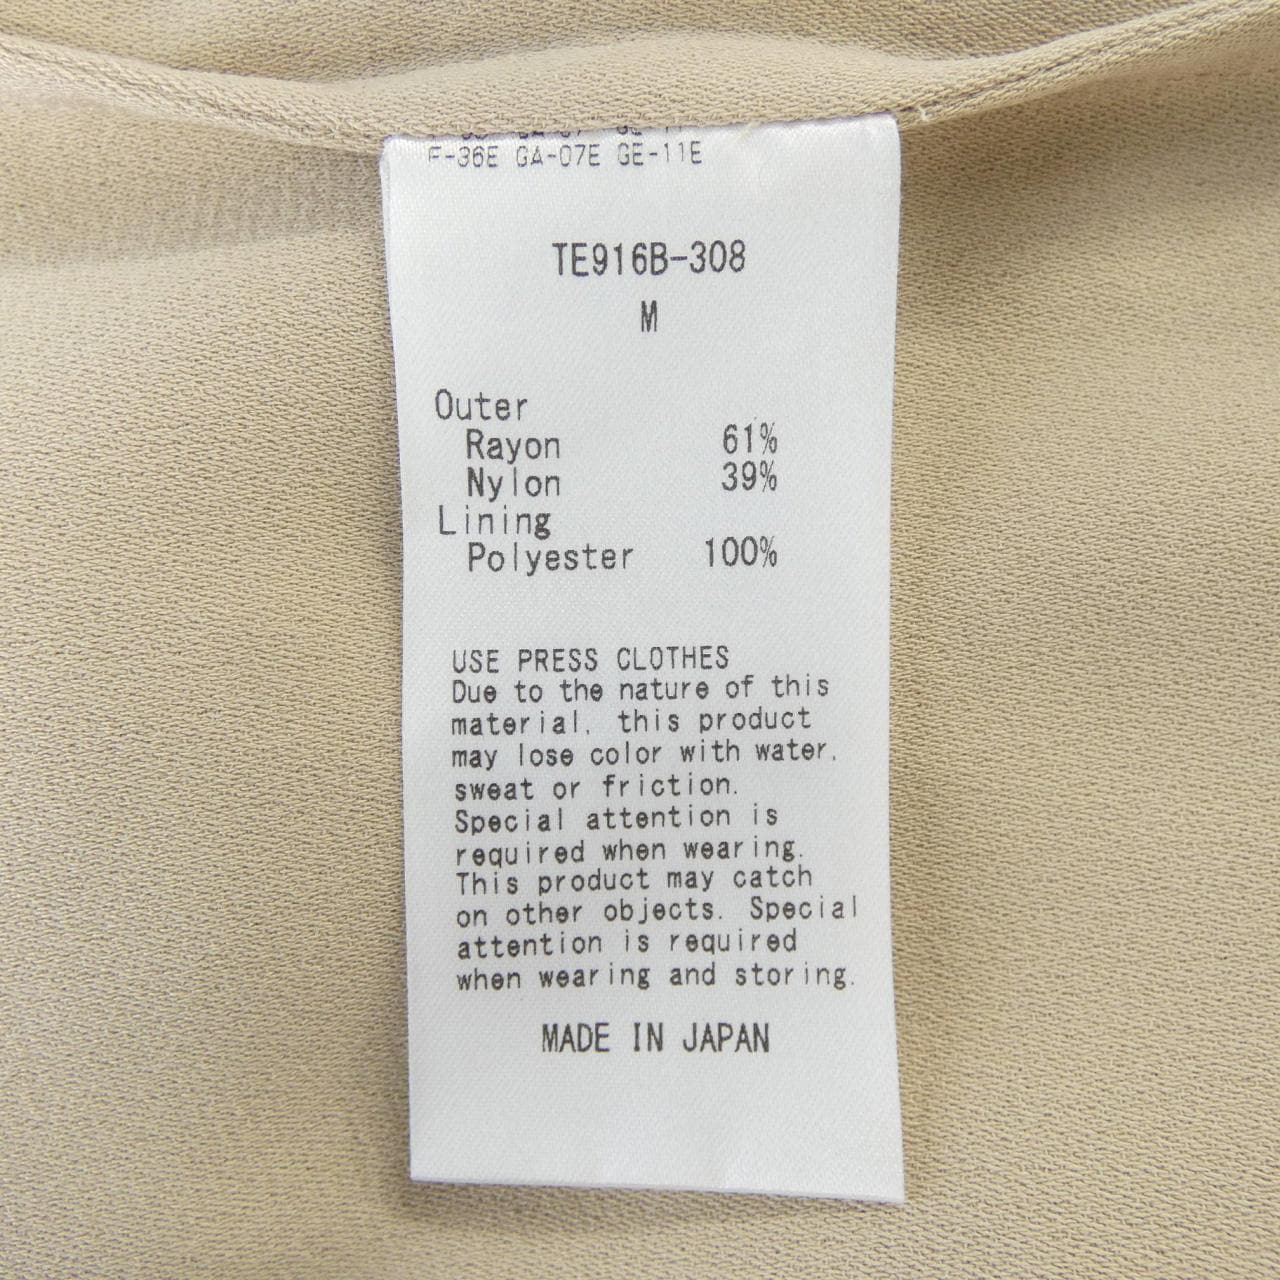 F-36E GA-07E GE-11E
TE916B-308
M
Outer
Rayon 61%
Nylon 39%
Lining
Polyester 100%
USE PRESS CLOTHES
Due to the nature of this
material, this product
may lose color with water,
sweat or friction.
Special attention is
required when wearing.
This product may catch
on other objects. Special
attention is required
when wearing and storing.
MADE IN JAPAN